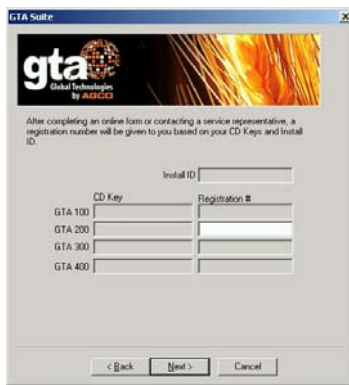 GTA Suite
gta
Global Technologies
by AGCO
After completing an online form or contacting a service representative, a
registration number will be given to you based on your CD Keys and Install
ID.
Install ID
CD Key Registration #
GTA 100
GTA 200
GTA 300
GTA 400
< Back Next > Cancel